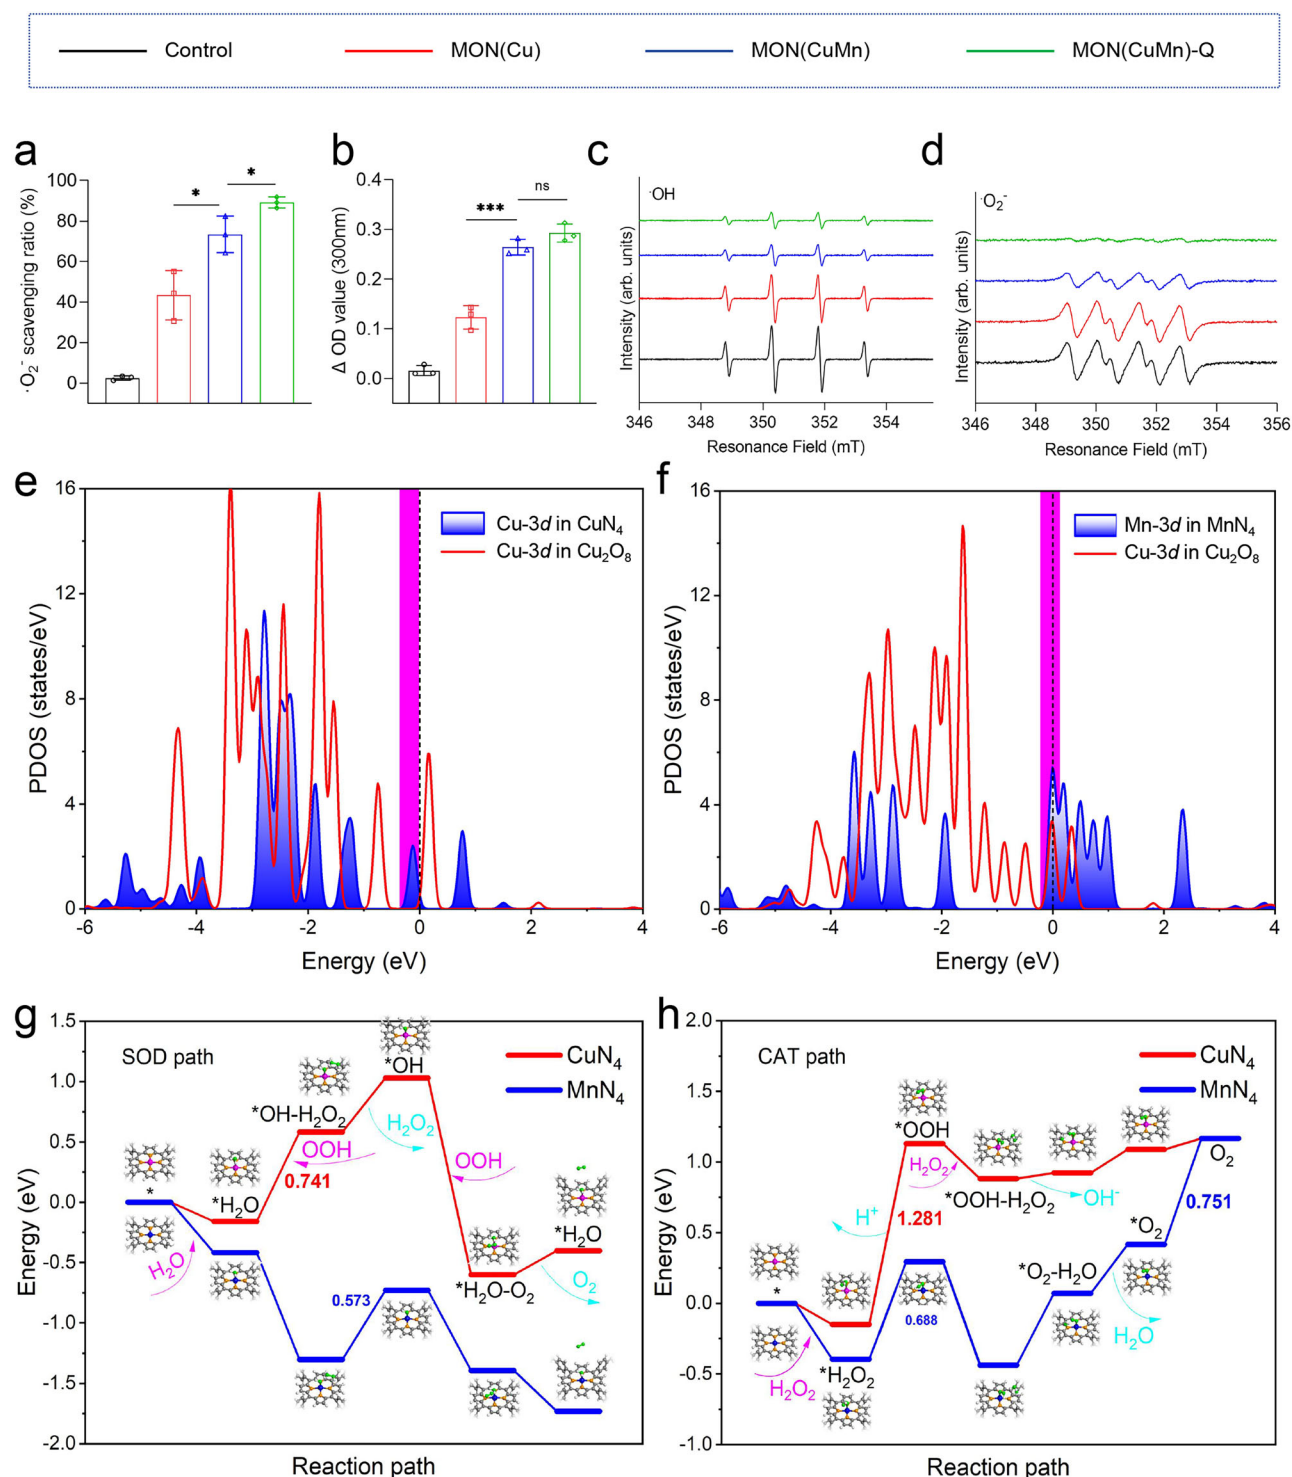 Control MON(Cu) MON(CuMn) MON(CuMn)-Q
a
·O₂⁻ scavenging ratio (%)
100
80
60
40
20
0
*
*
b
Δ OD value (300nm)
0.4
0.3
0.2
0.1
0.0
***
ns
c
·OH
Intensity (arb. units)
346 348 350 352 354
Resonance Field (mT)
d
·O₂⁻
Intensity (arb. units)
346 348 350 352 354 356
Resonance Field (mT)
e
PDOS (states/eV)
16
12
8
4
0
Cu-3d in CuN₄
Cu-3d in Cu₂O₈
-6 -4 -2 0 2 4
Energy (eV)
f
PDOS (states/eV)
16
12
8
4
0
Mn-3d in MnN₄
Cu-3d in Cu₂O₈
-6 -4 -2 0 2 4
Energy (eV)
g
Energy (eV)
1.5
1.0
0.5
0.0
-0.5
-1.0
-1.5
-2.0
SOD path
CuN₄
MnN₄
*OH
*OH-H₂O₂
H₂O₂
OOH
OOH
0.741
*
*H₂O
*H₂O
H₂O
*H₂O-O₂
O₂
0.573
Reaction path
h
Energy (eV)
2.0
1.5
1.0
0.5
0.0
-0.5
-1.0
CAT path
CuN₄
MnN₄
*OOH
H₂O₂
*OOH-H₂O₂
OH⁻
O₂
H⁺
1.281
0.751
*O₂
*O₂-H₂O
*
0.688
H₂O
*H₂O₂
H₂O₂
Reaction path